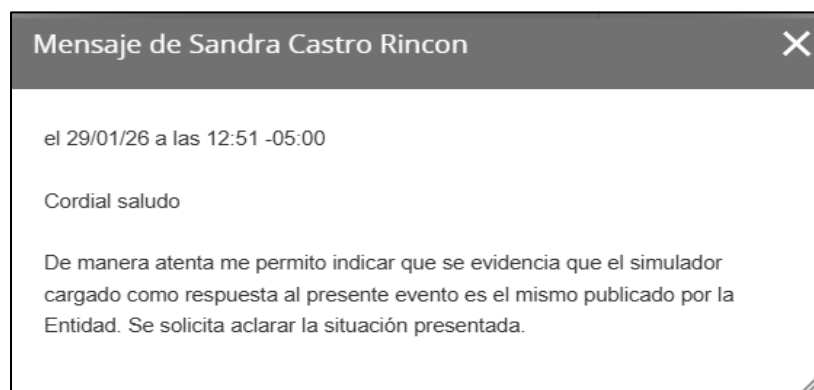 Mensaje de Sandra Castro Rincon
el 29/01/26 a las 12:51 -05:00
Cordial saludo
De manera atenta me permito indicar que se evidencia que el simulador
cargado como respuesta al presente evento es el mismo publicado por la
Entidad. Se solicita aclarar la situación presentada.